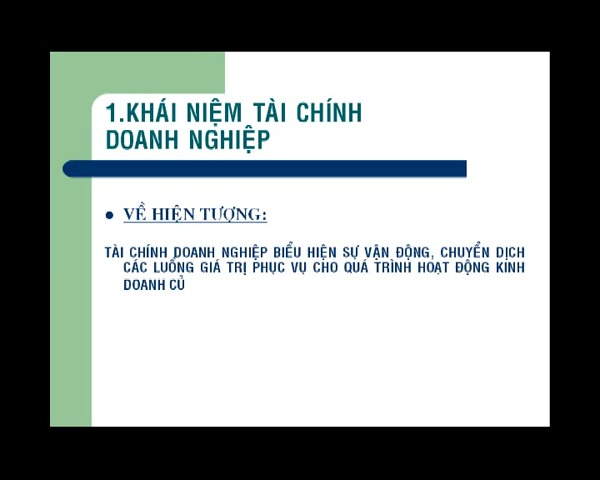 1.KHÁI NIỆM TÀI CHÍNH
DOANH NGHIỆP
VỀ HIỆN TƯỢNG:
TÀI CHÍNH DOANH NGHIỆP BIỂU HIỆN SỰ VẬN ĐỘNG, CHUYỂN DỊCH
CÁC LUỒNG GIÁ TRỊ PHỤC VỤ CHO QUÁ TRÌNH HOẠT ĐỘNG KINH
DOANH CỦ